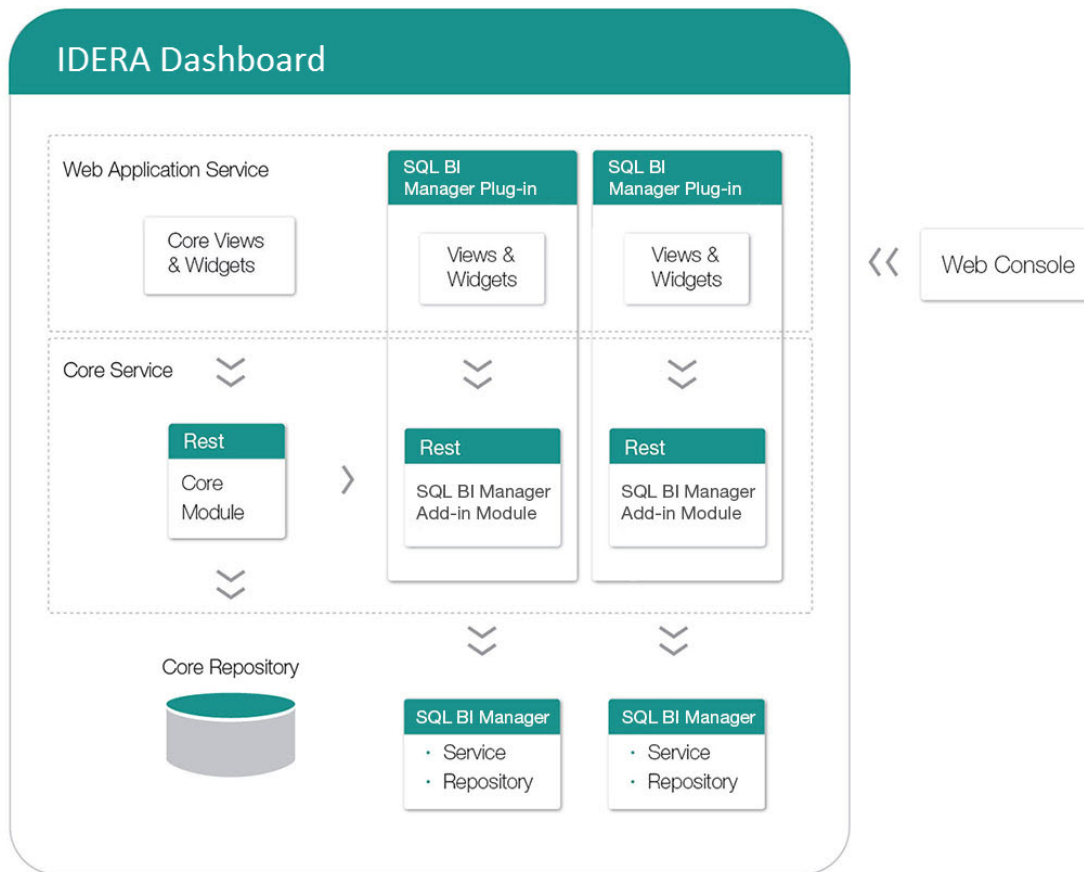 IDERA Dashboard
Web Application Service
SQL BI
Manager Plug-in
SQL BI
Manager Plug-in
Core Views
& Widgets
Views &
Widgets
Views &
Widgets
Web Console
Core Service
Rest
Core
Module
Rest
SQL BI Manager
Add-in Module
Rest
SQL BI Manager
Add-in Module
Core Repository
SQL BI Manager
· Service
· Repository
SQL BI Manager
· Service
· Repository